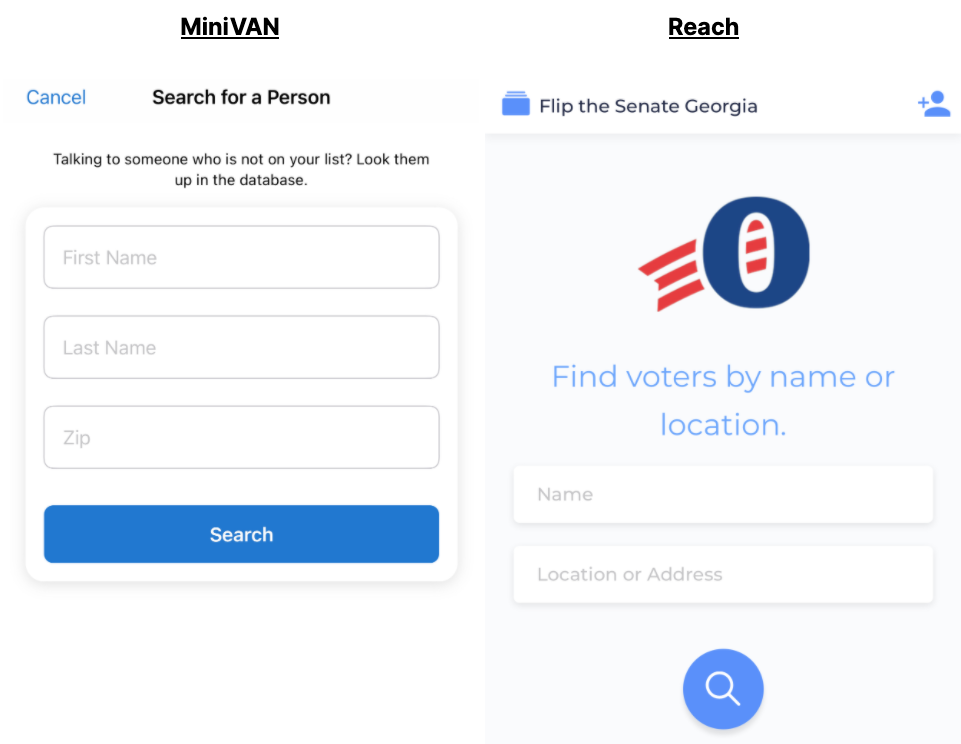 MiniVAN
Cancel
Search for a Person
Talking to someone who is not on your list? Look them
up in the database.
First Name
Last Name
Zip
Search
Reach
Flip the Senate Georgia
Find voters by name or
location.
Name
Location or Address